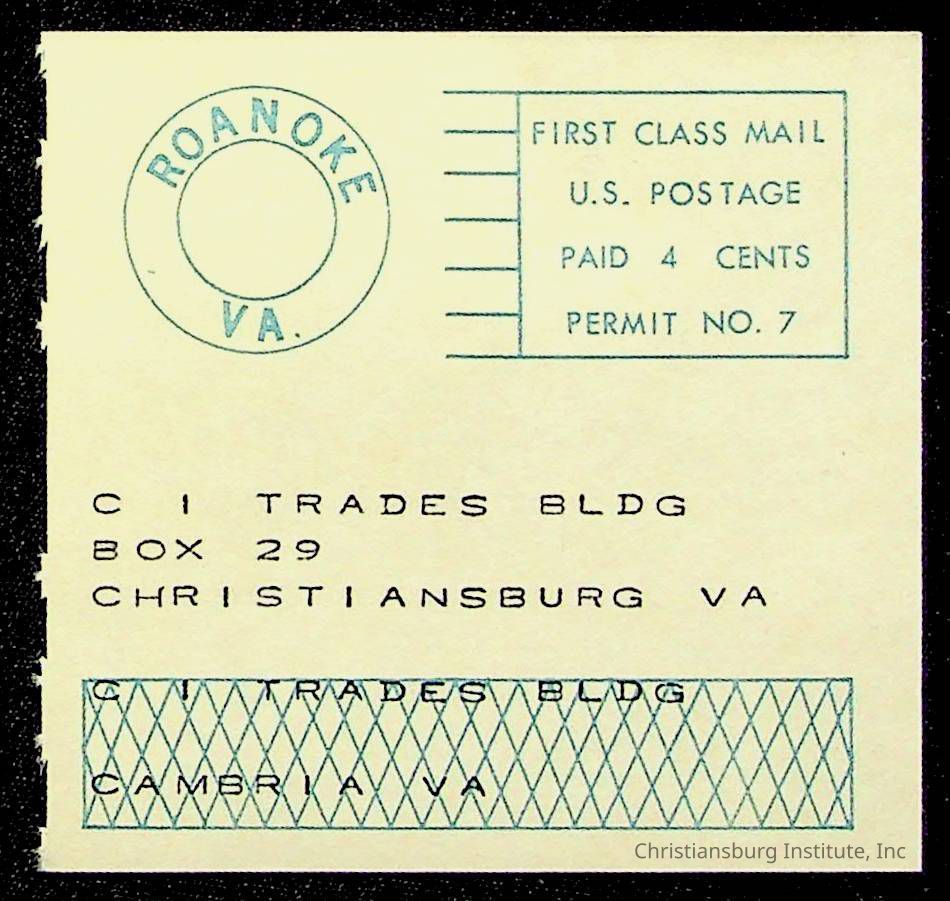 ROANOKE
VA.
FIRST CLASS MAIL
U.S. POSTAGE
PAID 4 CENTS
PERMIT NO. 7
C I TRADES BLDG
BOX 29
CHRISTIANSBURG VA
C I TRADES BLDG
CAMBRIA VA
Christiansburg Institute, Inc